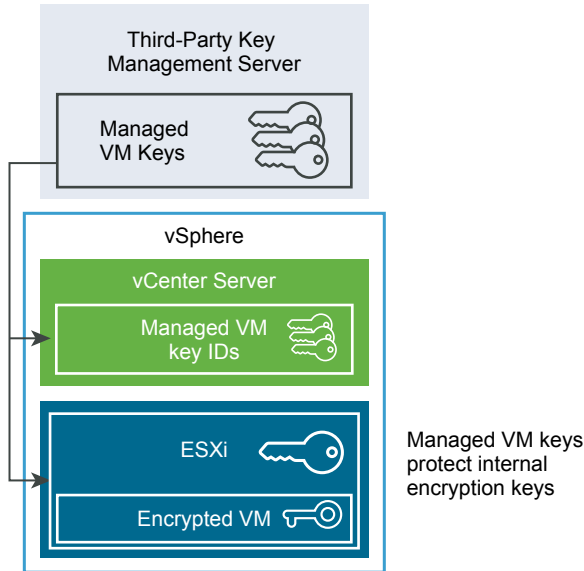 Third-Party Key
Management Server
Managed
VM Keys
vSphere
vCenter Server
Managed VM
key IDs
ESXi
Encrypted VM
Managed VM keys
protect internal
encryption keys